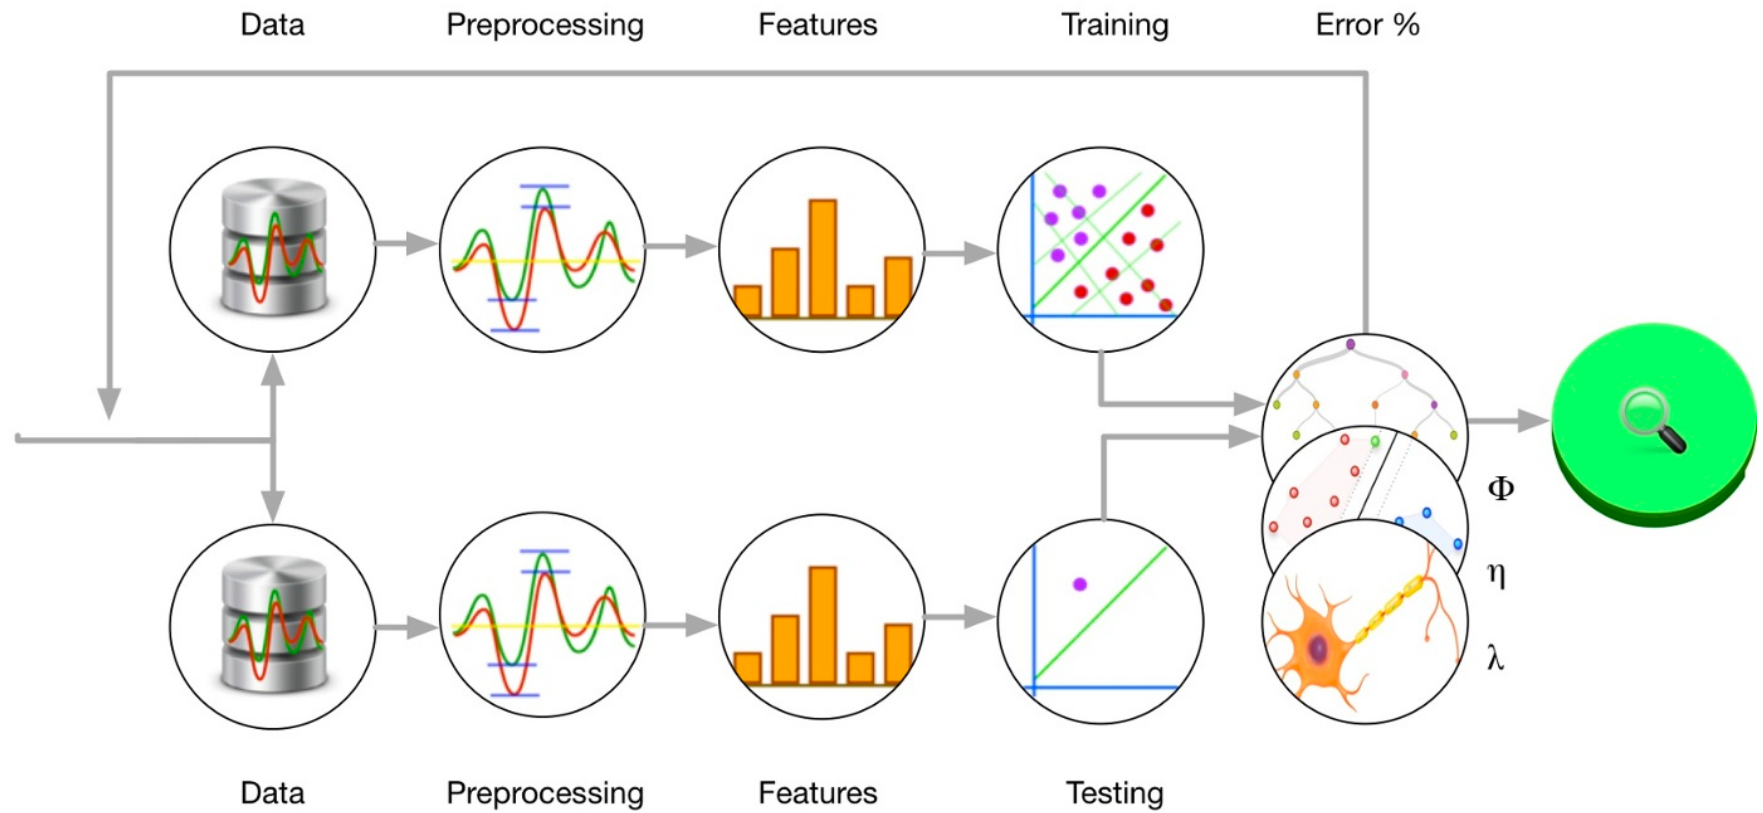 Data Preprocessing Features Training Error %
Φ
η
λ
Data Preprocessing Features Testing